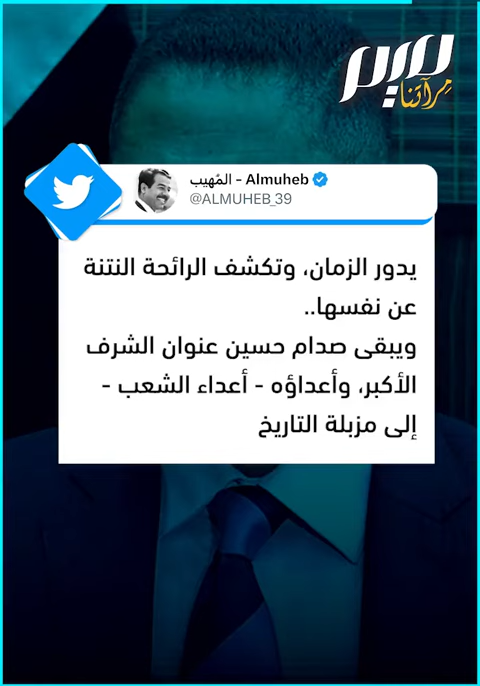 سير
مرآتنا
المُهيب - Almuheb
@ALMUHEB_39
يدور الزمان، وتكشف الرائحة النتنة
عن نفسها..
ويبقى صدام حسين عنوان الشرف
الأكبر، وأعداؤه - أعداء الشعب -
إلى مزبلة التاريخ